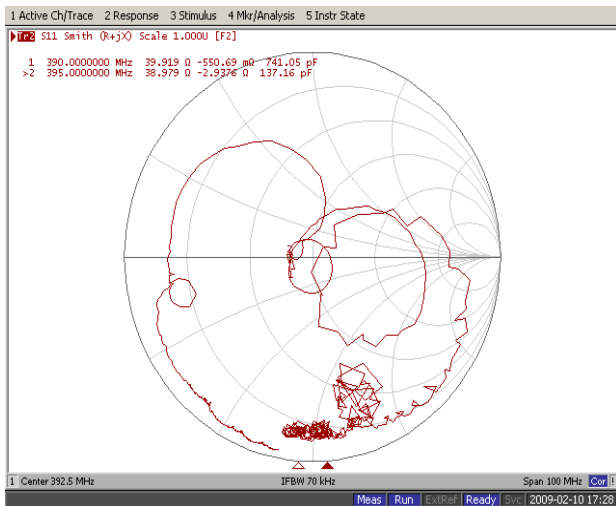 1 Active Ch/Trace 2 Response 3 Stimulus 4 Mkr/Analysis 5 Instr State
Tr2 S11 Smith (R+jX) Scale 1.000U [F2]
1 390.0000000 MHz 39.919 Ω -550.69 mΩ 741.05 pF
>2 395.0000000 MHz 38.979 Ω -2.9376 Ω 137.16 pF
1 Center 392.5 MHz IFBW 70 kHz Span 100 MHz Cor !
Meas Run ExtRef Ready Svc 2009-02-10 17:28